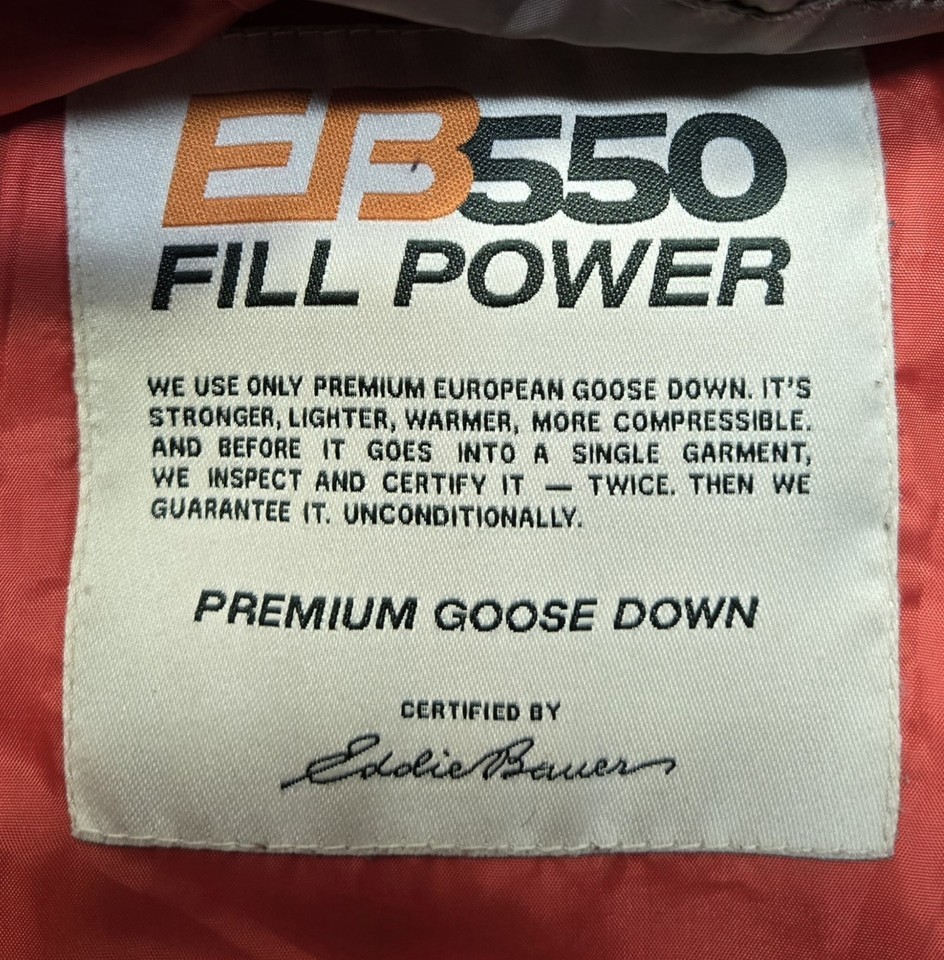 EB550
FILL POWER
WE USE ONLY PREMIUM EUROPEAN GOOSE DOWN. IT'S
STRONGER, LIGHTER, WARMER, MORE COMPRESSIBLE.
AND BEFORE IT GOES INTO A SINGLE GARMENT,
WE INSPECT AND CERTIFY IT — TWICE. THEN WE
GUARANTEE IT. UNCONDITIONALLY.
PREMIUM GOOSE DOWN
CERTIFIED BY
Eddie Bauer